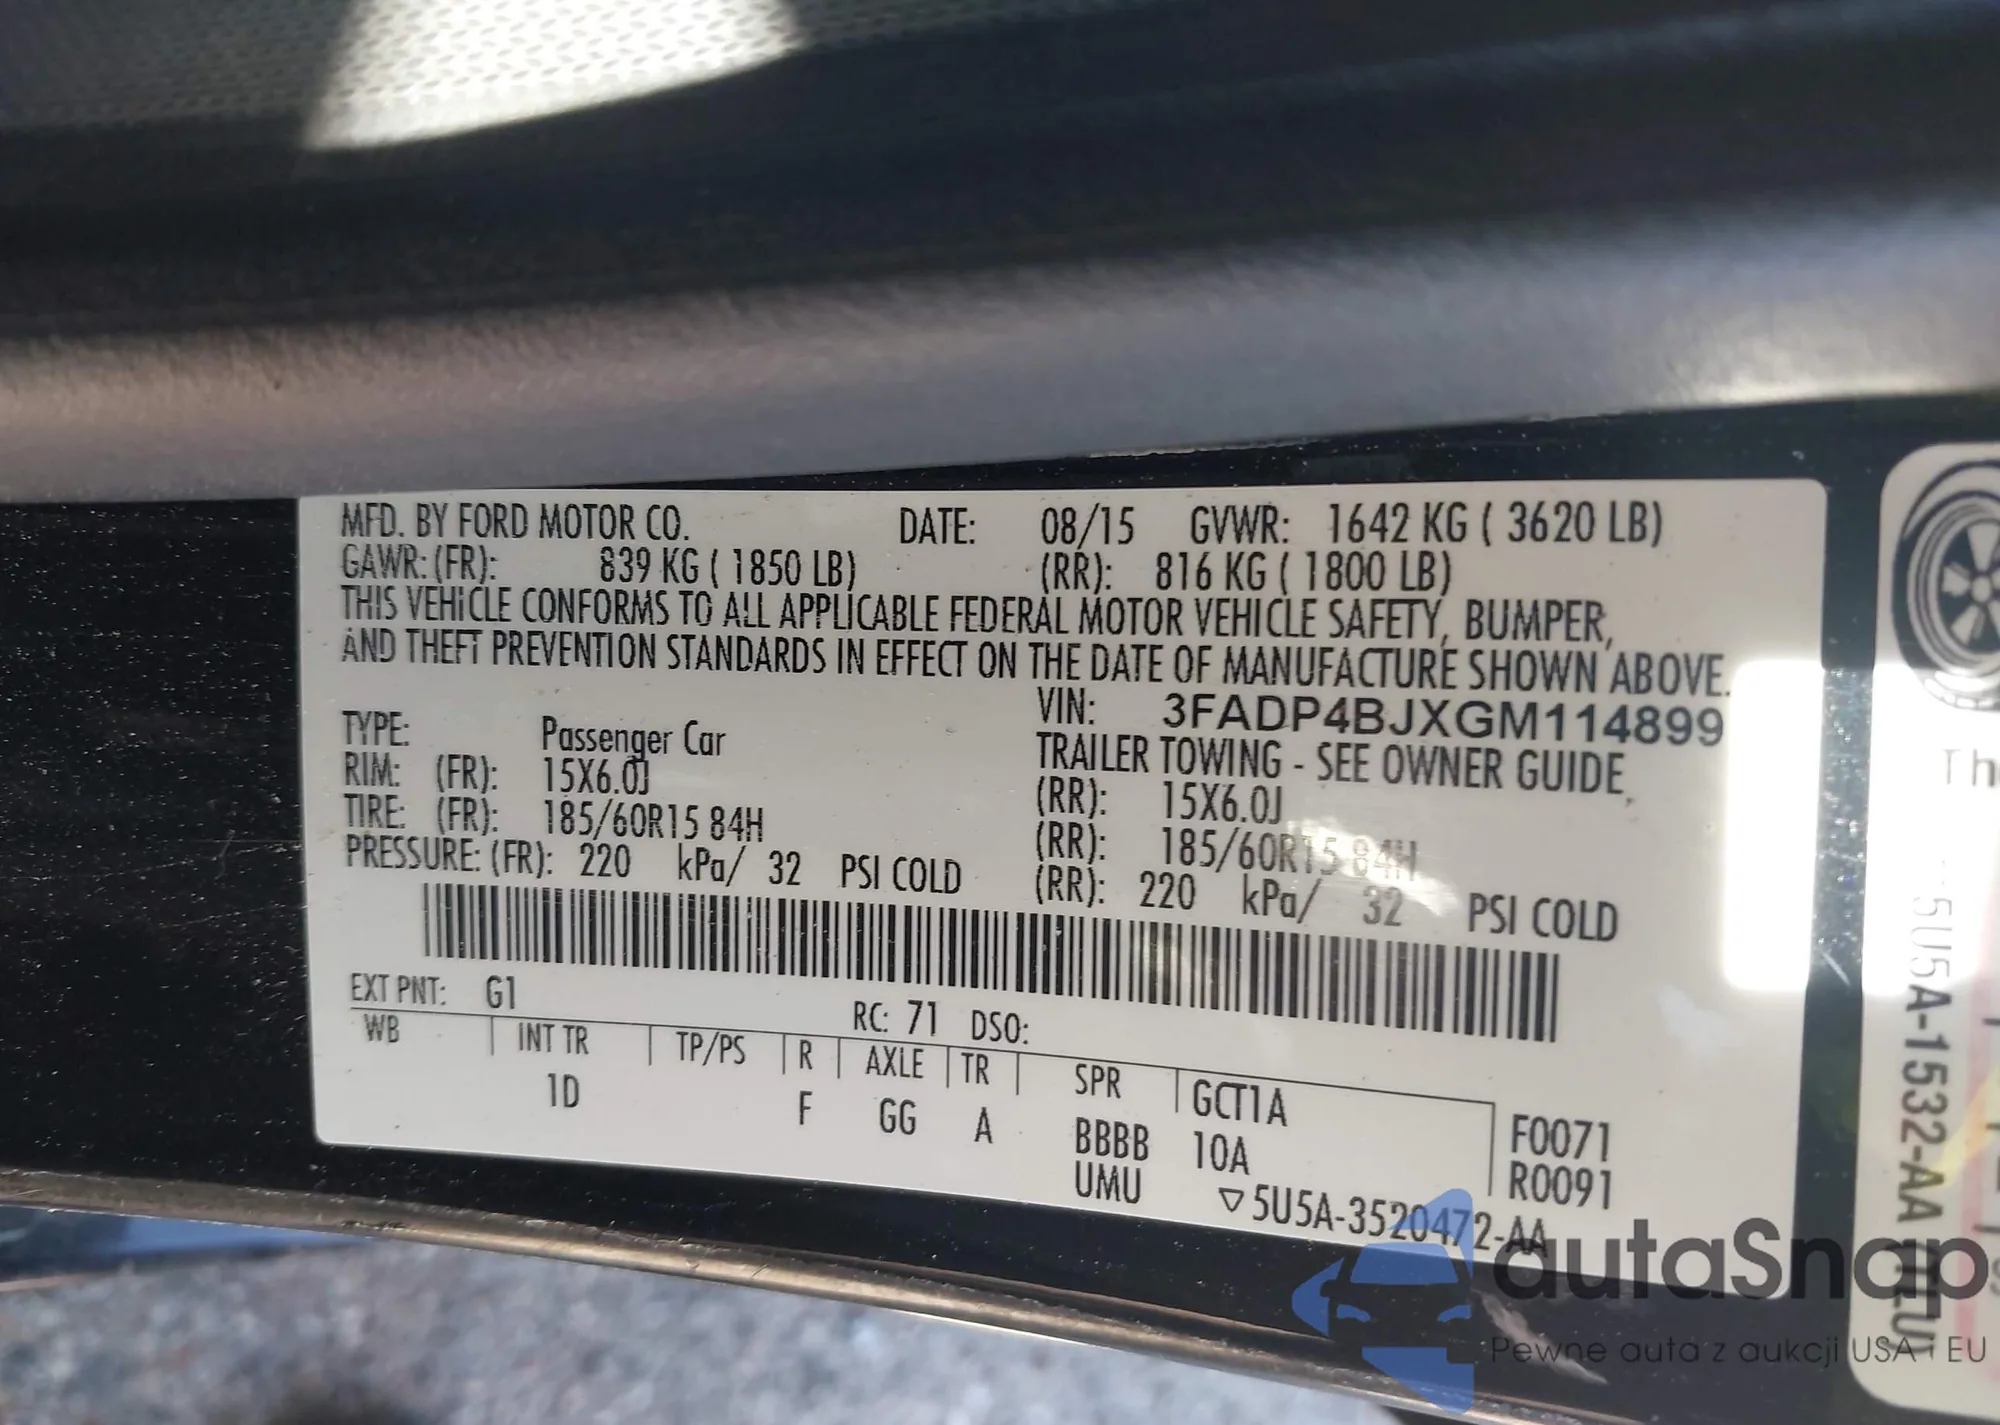 MFD. BY FORD MOTOR CO. DATE: 08/15 GVWR: 1642 KG ( 3620 LB)
GAWR: (FR): 839 KG ( 1850 LB) (RR): 816 KG ( 1800 LB)
THIS VEHICLE CONFORMS TO ALL APPLICABLE FEDERAL MOTOR VEHICLE SAFETY, BUMPER,
AND THEFT PREVENTION STANDARDS IN EFFECT ON THE DATE OF MANUFACTURE SHOWN ABOVE.
VIN: 3FADP4BJXGM114899
TYPE: Passenger Car TRAILER TOWING - SEE OWNER GUIDE,
RIM: (FR): 15X6.0J (RR): 15X6.0J
TIRE: (FR): 185/60R15 84H (RR): 185/60R15 84H
PRESSURE: (FR): 220 kPa/ 32 PSI COLD (RR): 220 kPa/ 32 PSI COLD
EXT PNT: G1 RC: 71 DSO:
WB INT TR TP/PS R AXLE TR SPR GCT1A
1D F GG A BBBB 10A F0071
UMU R0091
▽5U5A-3520472-AA
Th
5U5A-1532-AA
autaSnap
Pewne auta z aukcji USA i EU